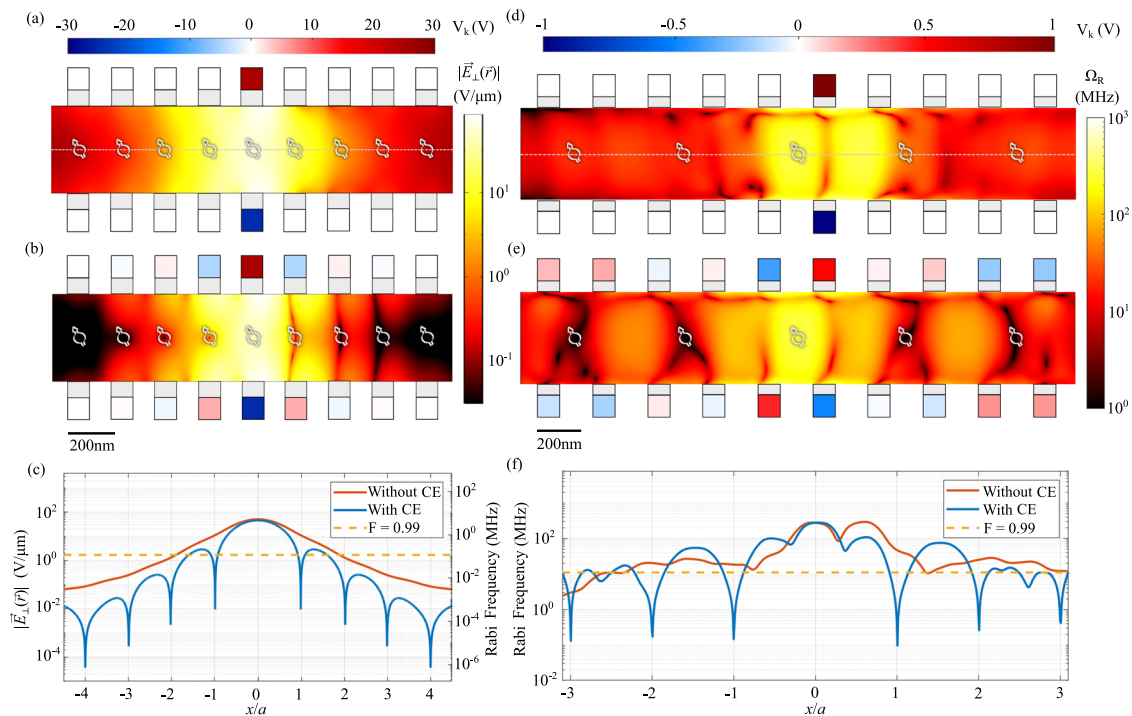 (a)
-30 -20 -10 0 10 20 30 V_k (V)
|E⃗_⊥(r⃗)|
(V/μm)
10^1
10^0
10^-1
(b)
200nm
(c)
Without CE
With CE
F = 0.99
|E⃗_⊥(r⃗)| (V/μm)
10^2
10^0
10^-2
10^-4
Rabi Frequency (MHz)
10^2
10^0
10^-2
10^-4
10^-6
-4 -3 -2 -1 0 1 2 3 4
x/a
(d)
-1 -0.5 0 0.5 1 V_k (V)
Ω_R
(MHz)
10^3
10^2
10^1
10^0
(e)
200nm
(f)
Without CE
With CE
F = 0.99
Rabi Frequency (MHz)
10^2
10^0
10^-2
-3 -2 -1 0 1 2 3
x/a